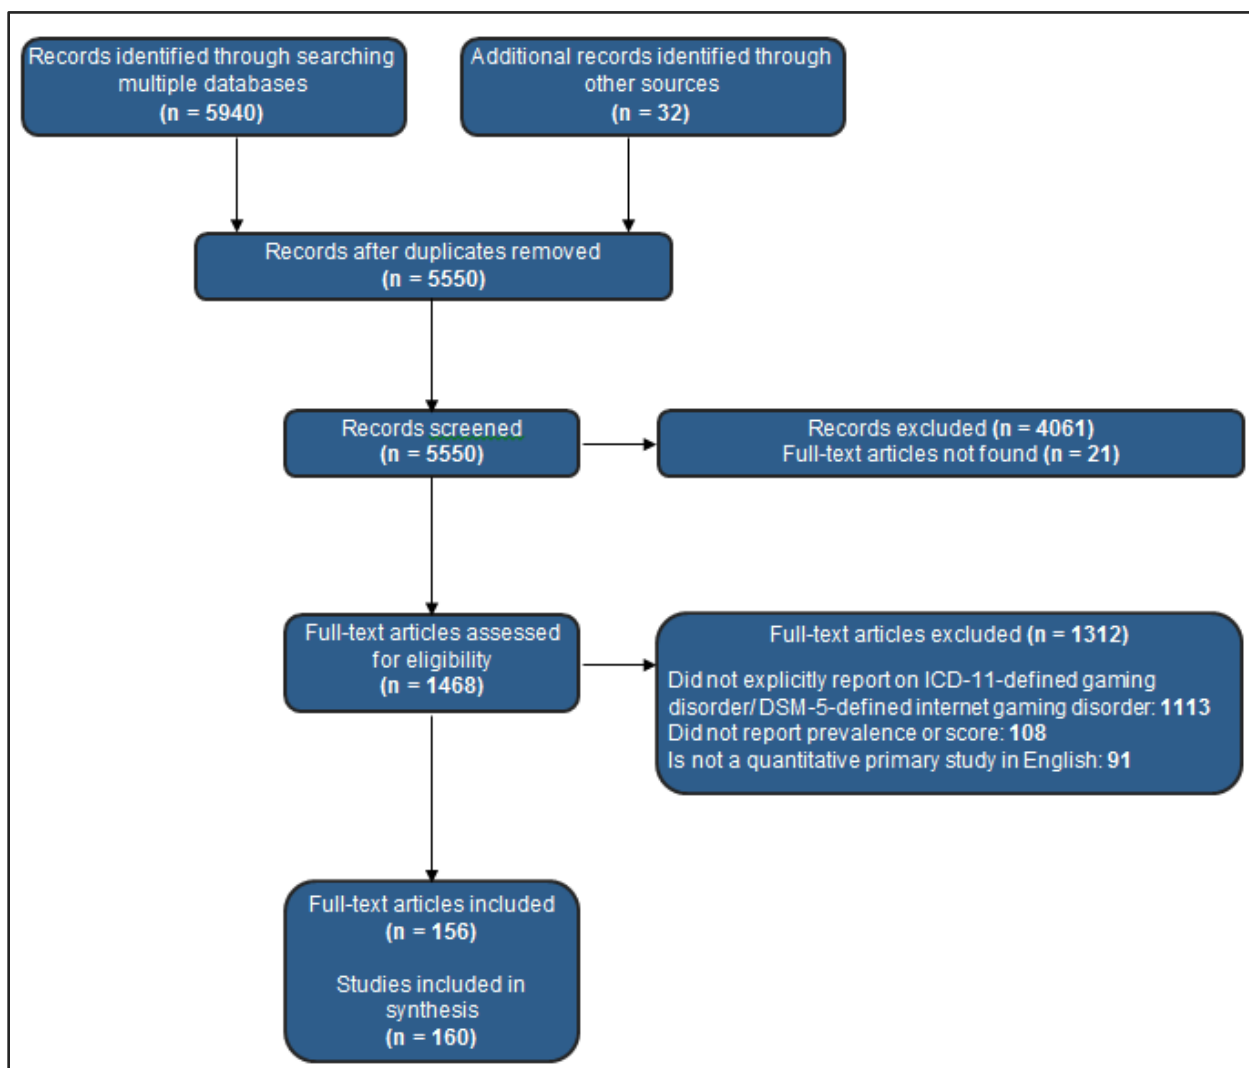 Records identified through searching
multiple databases
(n = 5940)
Additional records identified through
other sources
(n = 32)
Records after duplicates removed
(n = 5550)
Records screened
(n = 5550)
Records excluded (n = 4061)
Full-text articles not found (n = 21)
Full-text articles assessed
for eligibility
(n = 1468)
Full-text articles excluded (n = 1312)
Did not explicitly report on ICD-11-defined gaming
disorder/ DSM-5-defined internet gaming disorder: 1113
Did not report prevalence or score: 108
Is not a quantitative primary study in English: 91
Full-text articles included
(n = 156)
Studies included in
synthesis
(n = 160)